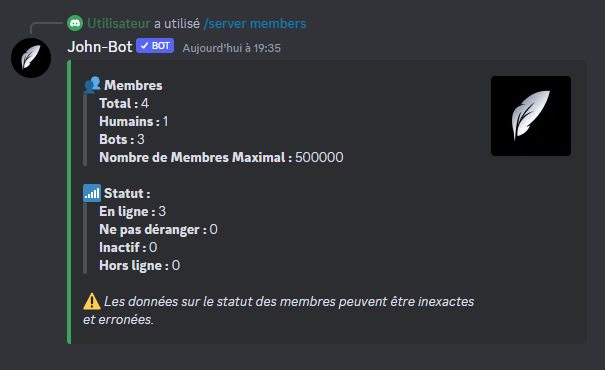 Utilisateur a utilisé /server members
John-Bot ✓ BOT Aujourd'hui à 19:35
👥 Membres
Total : 4
Humains : 1
Bots : 3
Nombre de Membres Maximal : 500000
📶 Statut :
En ligne : 3
Ne pas déranger : 0
Inactif : 0
Hors ligne : 0
⚠️ Les données sur le statut des membres peuvent être inexactes
et erronées.